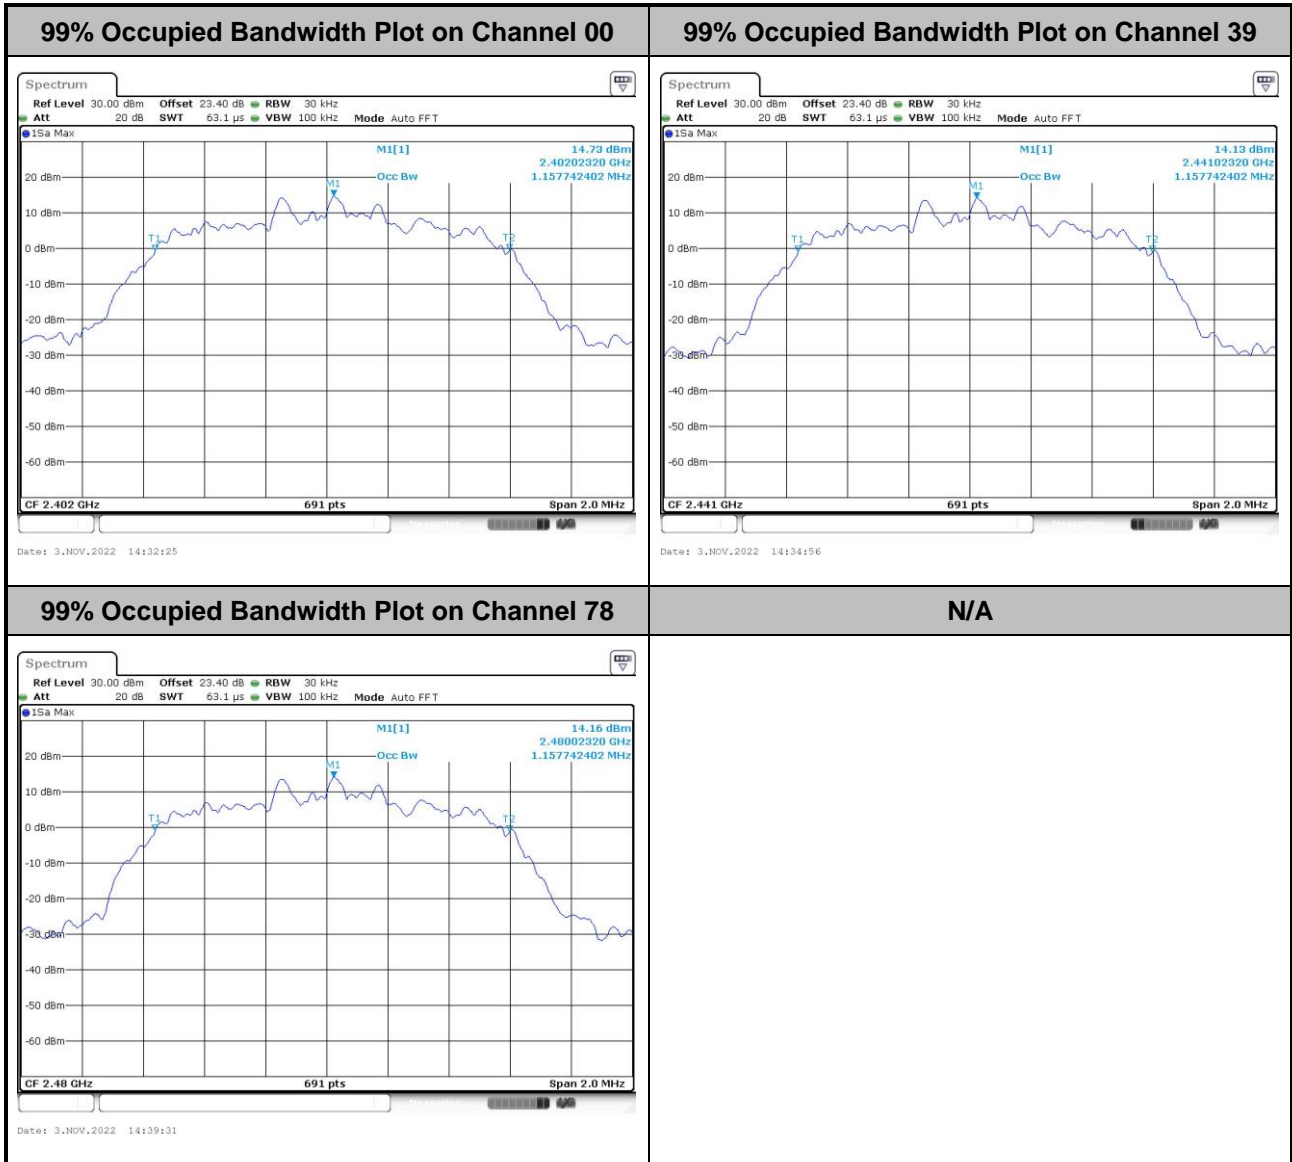 99% Occupied Bandwidth Plot on Channel 00
99% Occupied Bandwidth Plot on Channel 39
Spectrum
Ref Level 30.00 dBm Offset 23.40 dB RBW 30 kHz
Att 20 dB SWT 63.1 µs VBW 100 kHz Mode Auto FFT
1Sa Max
M1[1] 14.73 dBm
2.40202320 GHz
Occ Bw 1.157742402 MHz
20 dBm
M1
10 dBm
T1
T2
0 dBm
-10 dBm
-20 dBm
-30 dBm
-40 dBm
-50 dBm
-60 dBm
CF 2.402 GHz 691 pts Span 2.0 MHz
Date: 3.NOV.2022 14:32:25
Spectrum
Ref Level 30.00 dBm Offset 23.40 dB RBW 30 kHz
Att 20 dB SWT 63.1 µs VBW 100 kHz Mode Auto FFT
1Sa Max
M1[1] 14.13 dBm
2.44102320 GHz
Occ Bw 1.157742402 MHz
20 dBm
M1
10 dBm
T1
T2
0 dBm
-10 dBm
-20 dBm
-30 dBm
-40 dBm
-50 dBm
-60 dBm
CF 2.441 GHz 691 pts Span 2.0 MHz
Date: 3.NOV.2022 14:34:56
99% Occupied Bandwidth Plot on Channel 78
N/A
Spectrum
Ref Level 30.00 dBm Offset 23.40 dB RBW 30 kHz
Att 20 dB SWT 63.1 µs VBW 100 kHz Mode Auto FFT
1Sa Max
M1[1] 14.16 dBm
2.48002320 GHz
Occ Bw 1.157742402 MHz
20 dBm
M1
10 dBm
T1
T2
0 dBm
-10 dBm
-20 dBm
-30 dBm
-40 dBm
-50 dBm
-60 dBm
CF 2.48 GHz 691 pts Span 2.0 MHz
Date: 3.NOV.2022 14:39:31